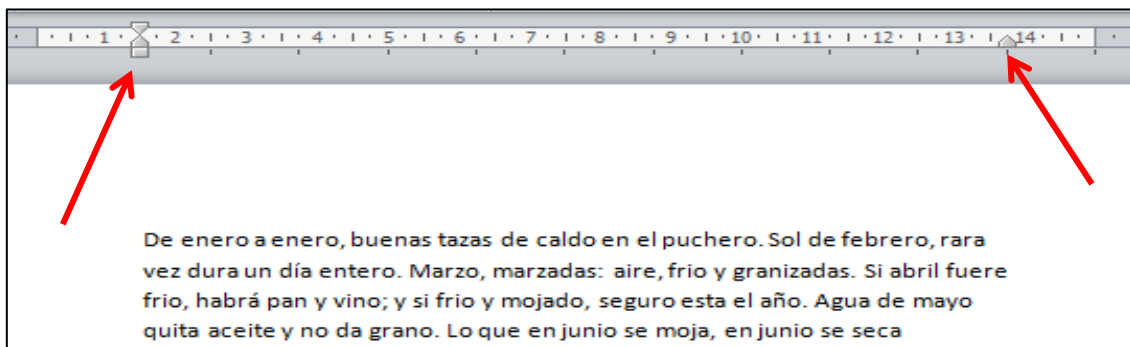 1 2 3 4 5 6 7 8 9 10 11 12 13 14
De enero a enero, buenas tazas de caldo en el puchero. Sol de febrero, rara
vez dura un día entero. Marzo, marzadas: aire, frio y granizadas. Si abril fuere
frio, habrá pan y vino; y si frio y mojado, seguro esta el año. Agua de mayo
quita aceite y no da grano. Lo que en junio se moja, en junio se seca